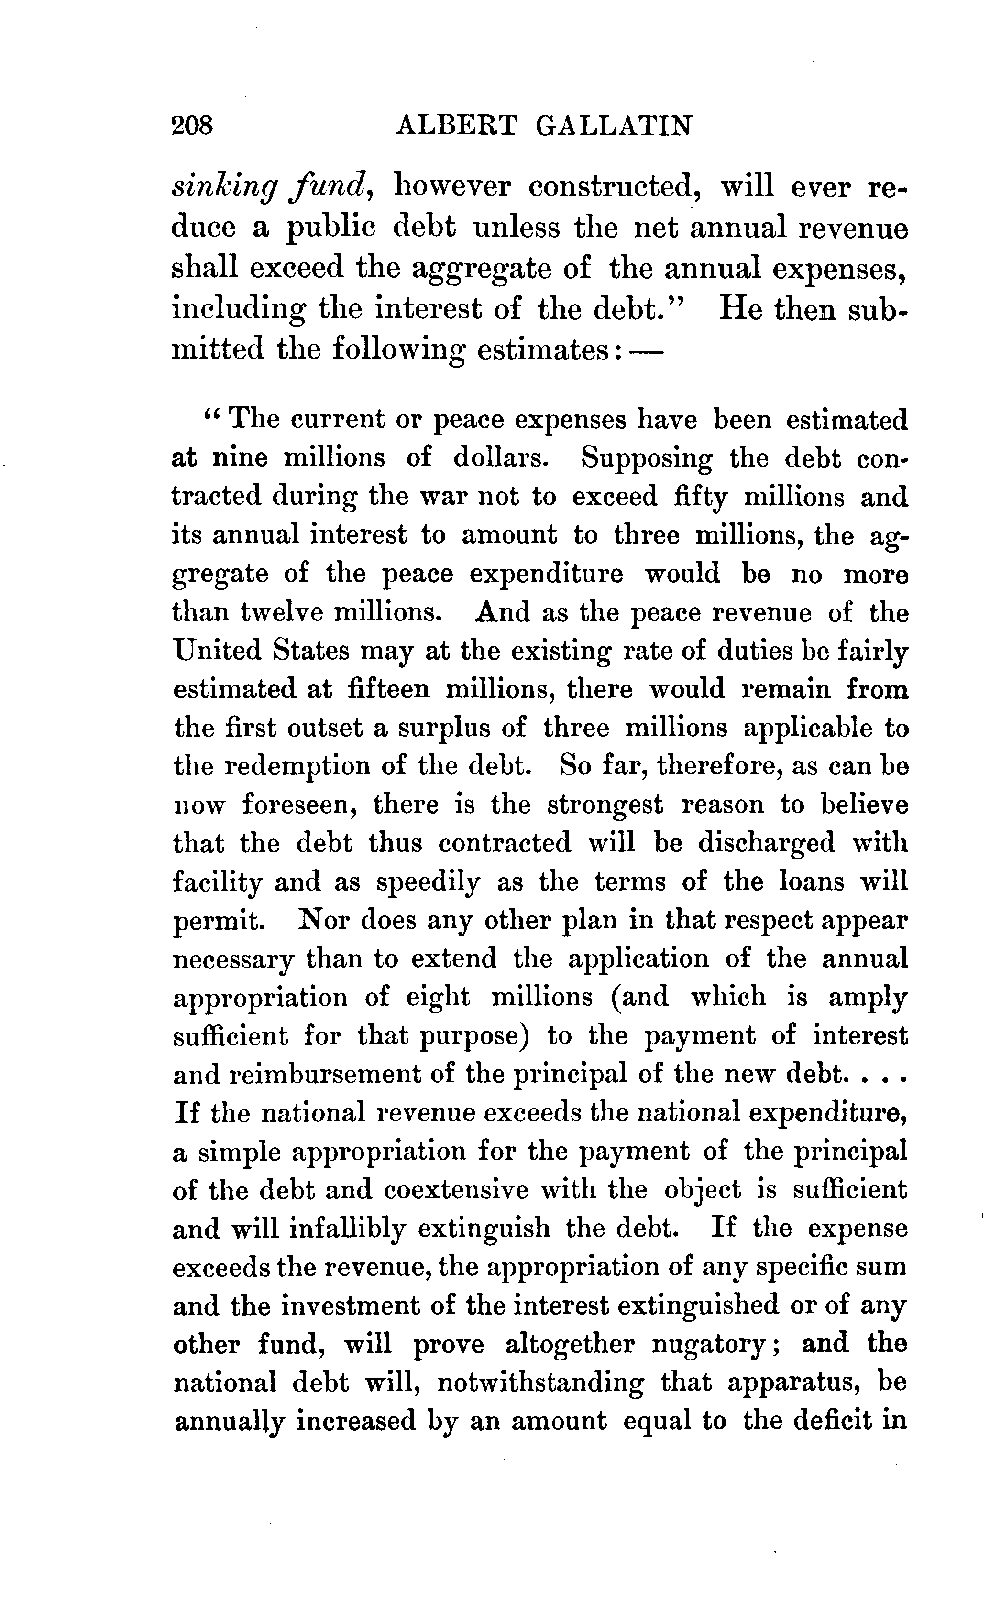 208 ALBERT GALLATIN
sinking fund, however constructed, will ever re-
duce a public debt unless the net annual revenue
shall exceed the aggregate of the annual expenses,
including the interest of the debt." He then sub-
mitted the following estimates: —
"The current or peace expenses have been estimated
at nine millions of dollars. Supposing the debt con-
tracted during the war not to exceed fifty millions and
its annual interest to amount to three millions, the ag-
gregate of the peace expenditure would be no more
than twelve millions. And as the peace revenue of the
United States may at the existing rate of duties be fairly
estimated at fifteen millions, there would remain from
the first outset a surplus of three millions applicable to
the redemption of the debt. So far, therefore, as can be
now foreseen, there is the strongest reason to believe
that the debt thus contracted will be discharged with
facility and as speedily as the terms of the loans will
permit. Nor does any other plan in that respect appear
necessary than to extend the application of the annual
appropriation of eight millions (and which is amply
sufficient for that purpose) to the payment of interest
and reimbursement of the principal of the new debt. . . .
If the national revenue exceeds the national expenditure,
a simple appropriation for the payment of the principal
of the debt and coextensive with the object is sufficient
and will infallibly extinguish the debt. If the expense
exceeds the revenue, the appropriation of any specific sum
and the investment of the interest extinguished or of any
other fund, will prove altogether nugatory; and the
national debt will, notwithstanding that apparatus, be
annually increased by an amount equal to the deficit in